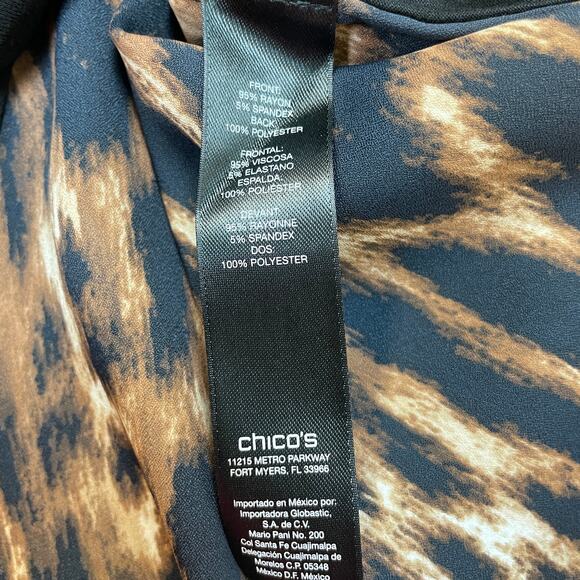 FRONT:
95% RAYON
5% SPANDEX
BACK:
100% POLYESTER
FRONTAL:
95% VISCOSA
5% ELASTANO
ESPALDA
100% POLIÉSTER
DEVANT:
95% RAYONNE
5% SPANDEX
DOS:
100% POLYESTER
chico's
11215 METRO PARKWAY
FORT MYERS, FL 33966
Importado en México por:
Importadora Globastic,
S.A. de C.V.
Mario Pani No. 200
Col Santa Fe Cuajimalpa
Delegación Cuajimalpa de
Morelos C.P. 05348
México D.F. México